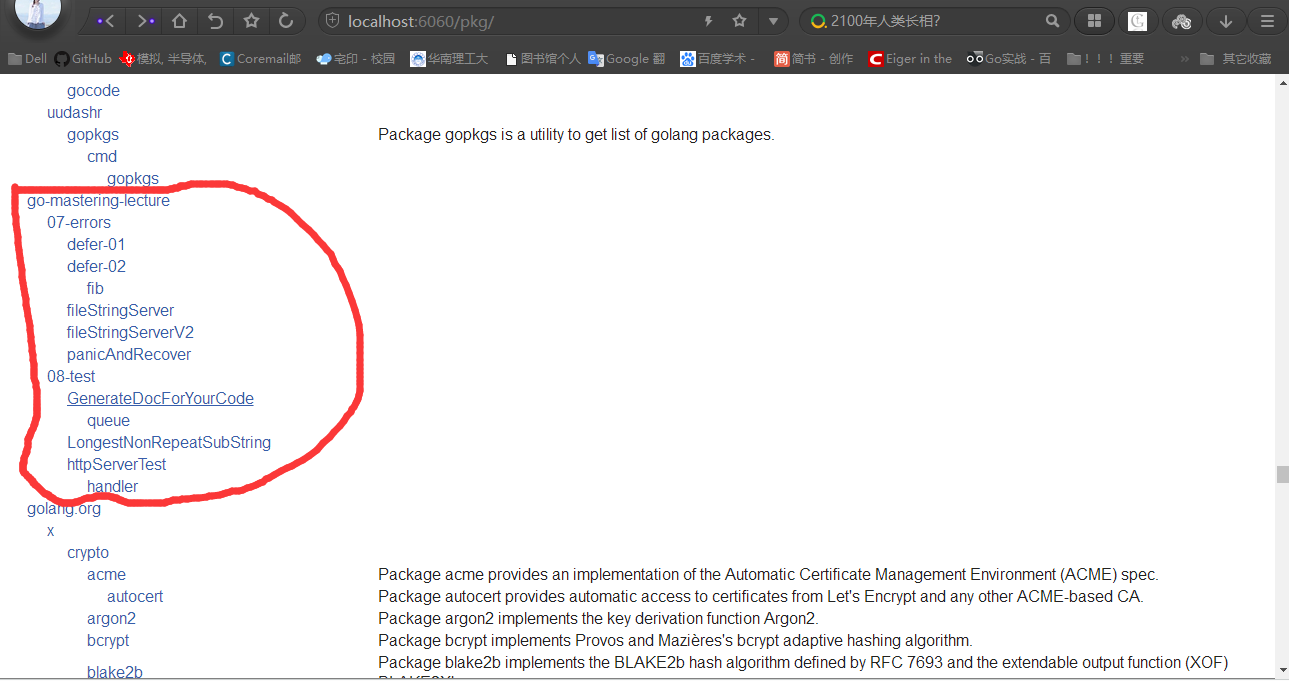 localhost:6060/pkg/
2100年人类长相?
Dell GitHub 模拟, 半导体, Coremail邮 宅印 - 校园 华南理工大 图书馆个人 Google 翻 百度学术 - 简书 - 创作 Eiger in the Go实战 - 百 ！！！重要 » 其它收藏
gocode
uudashr
gopkgs Package gopkgs is a utility to get list of golang packages.
cmd
gopkgs
go-mastering-lecture
07-errors
defer-01
defer-02
fib
fileStringServer
fileStringServerV2
panicAndRecover
08-test
GenerateDocForYourCode
queue
LongestNonRepeatSubString
httpServerTest
handler
golang.org
x
crypto
acme Package acme provides an implementation of the Automatic Certificate Management Environment (ACME) spec.
autocert Package autocert provides automatic access to certificates from Let's Encrypt and any other ACME-based CA.
argon2 Package argon2 implements the key derivation function Argon2.
bcrypt Package bcrypt implements Provos and Mazières's bcrypt adaptive hashing algorithm.
blake2b Package blake2b implements the BLAKE2b hash algorithm defined by RFC 7693 and the extendable output function (XOF)